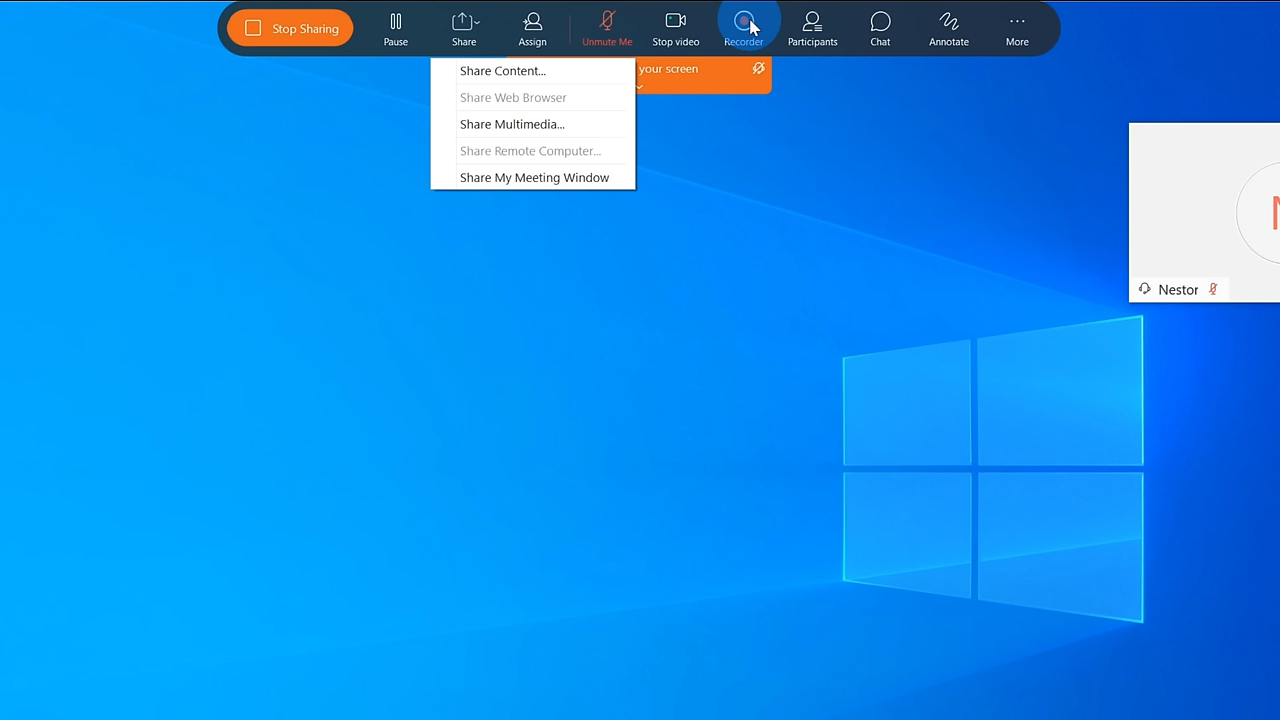 Stop Sharing
Pause
Share
Assign
Unmute Me
Stop video
Recorder
Participants
Chat
Annotate
More
your screen
Share Content...
Share Web Browser
Share Multimedia...
Share Remote Computer...
Share My Meeting Window
N
Nestor